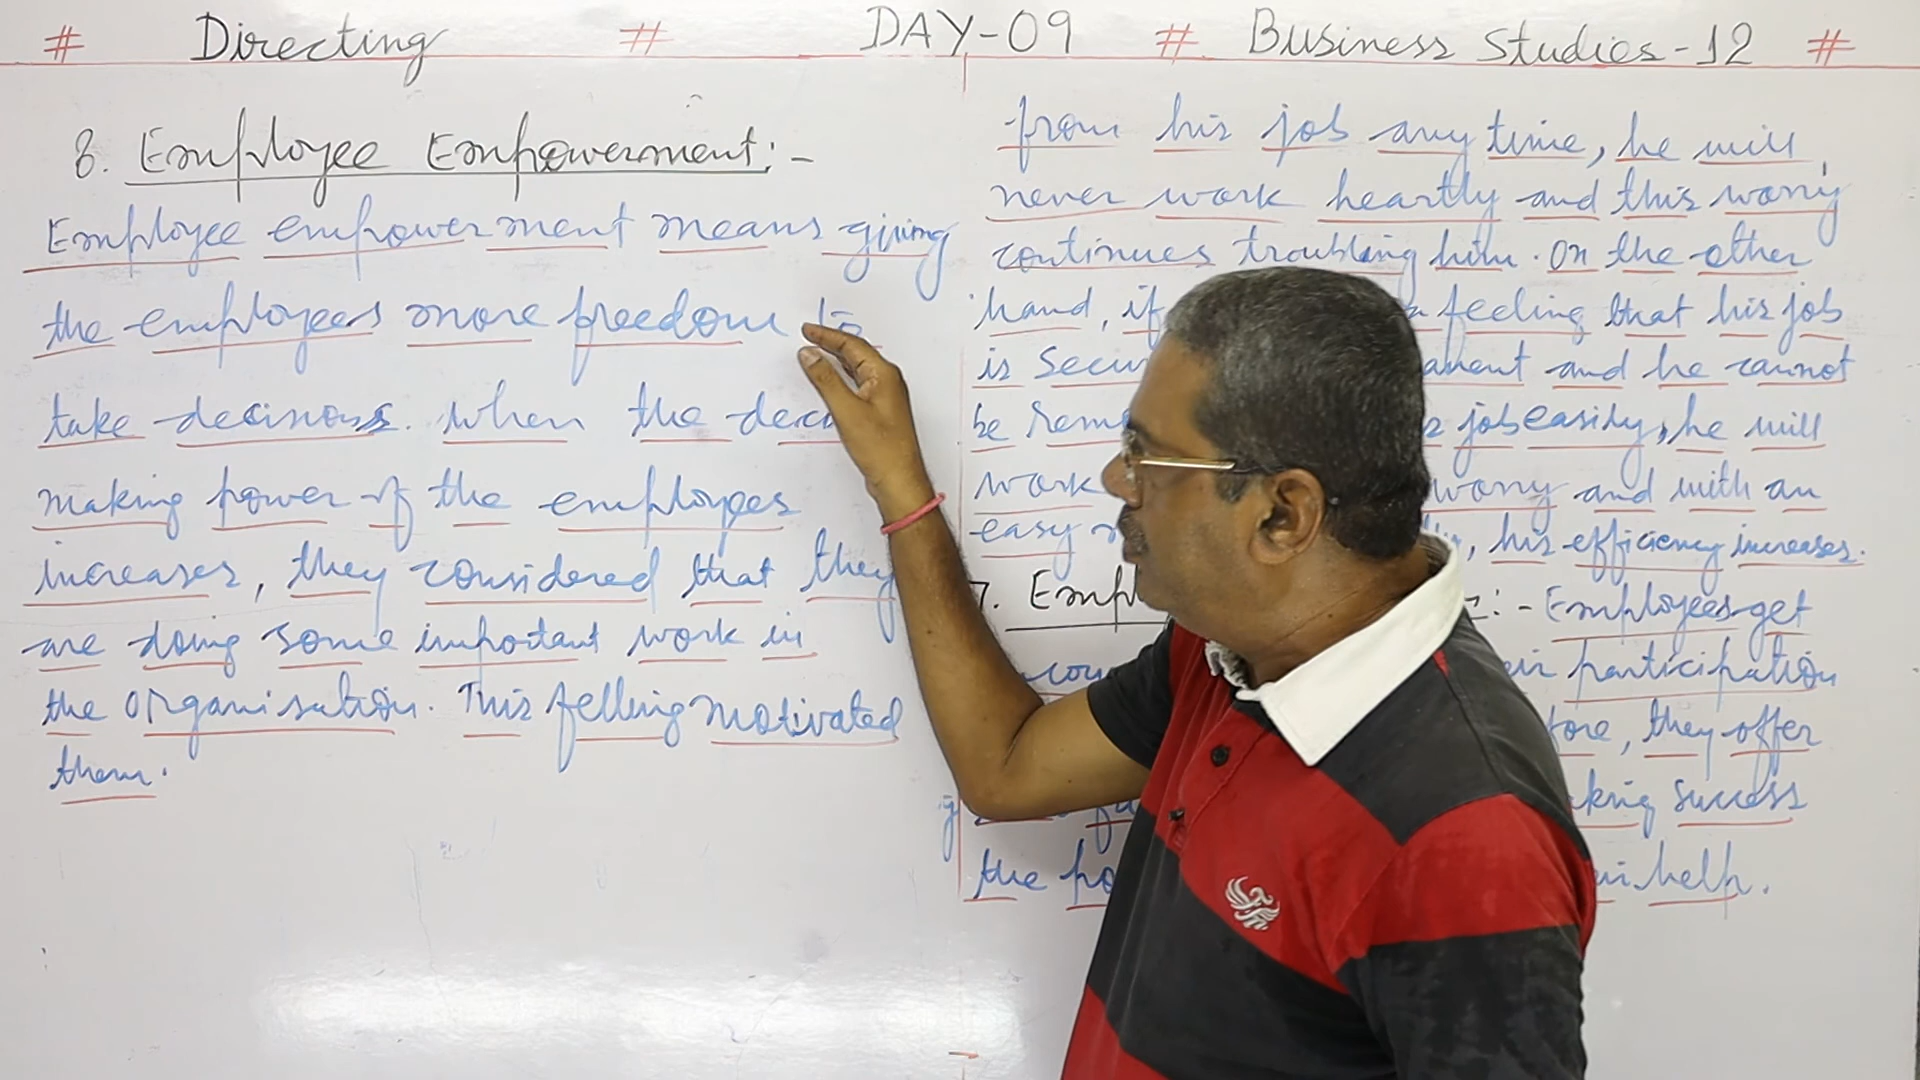 # Directing # DAY-09 # Business Studies-12 #
8. Employee Empowerment:-
Employee empowerment means giving
the employees more freedom to
take decisions. When the
making power of the employees
increases, they considered that they
are doing some important work in
the organisation. This felling motivated
them.
from his job any time, he will
never work heartly and this worry
continues troubling him. On the other
hand, if feeling that his job
is and he cannot
be job easily, he will
work worry and with an
easy his efficiency increases.
7. :- Employees get
participation
they offer
success
the help.